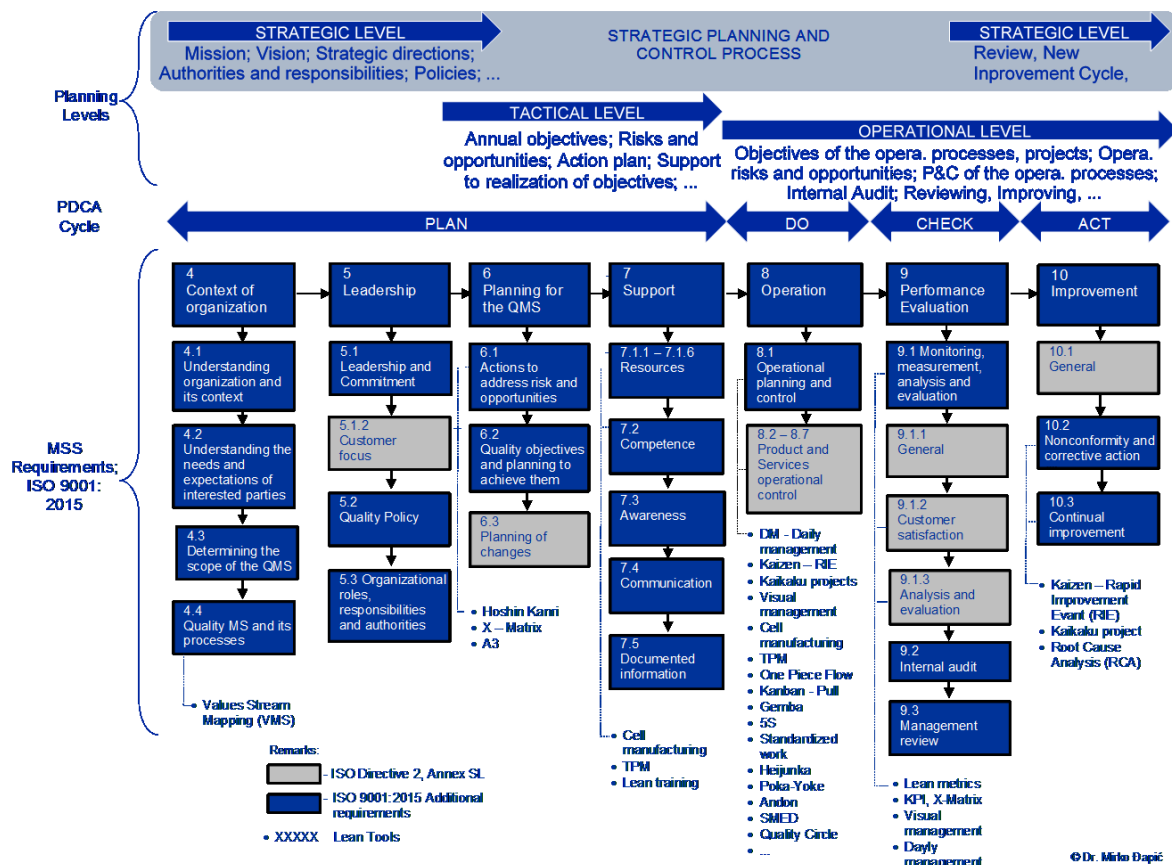 STRATEGIC LEVEL
Mission; Vision; Strategic directions;
Authorities and responsibilities; Policies; ...
STRATEGIC PLANNING AND
CONTROL PROCESS
STRATEGIC LEVEL
Review, New
Inprovement Cycle,
Planning
Levels
TACTICAL LEVEL
Annual objectives; Risks and
opportunities; Action plan; Support
to realization of objectives; ...
OPERATIONAL LEVEL
Objectives of the opera. processes, projects; Opera.
risks and opportunities; P&C of the opera. processes;
Internal Audit; Reviewing, Improving, ...
PDCA
Cycle
PLAN
DO
CHECK
ACT
MSS
Requirements;
ISO 9001:
2015
4
Context of
organization
4.1
Understanding
organization and
its context
4.2
Understanding the
needs and
expectations of
interested parties
4.3
Determining the
scope of the QMS
4.4
Quality MS and its
processes
• Values Stream
Mapping (VMS)
5
Leadership
5.1
Leadership and
Commitment
5.1.2
Customer
focus
5.2
Quality Policy
5.3 Organizational
roles,
responsibilities
and authorities
6
Planning for
the QMS
6.1
Actions to
address risk and
opportunities
6.2
Quality objectives
and planning to
achieve them
6.3
Planning of
changes
• Hoshin Kanri
• X – Matrix
• A3
7
Support
7.1.1 – 7.1.6
Resources
7.2
Competence
7.3
Awareness
7.4
Communication
7.5
Documented
information
• Cell
manufacturing
• TPM
• Lean training
8
Operation
8.1
Operational
planning and
control
8.2 – 8.7
Product and
Services
operational
control
• DM - Daily
management
• Kaizen – RIE
• Kaikaku projects
• Visual
management
• Cell
manufacturing
• TPM
• One Piece Flow
• Kanban - Pull
• Gemba
• 5S
• Standardized
work
• Heijunka
• Poka-Yoke
• Andon
• SMED
• Quality Circle
• ...
9
Performance
Evaluation
9.1 Monitoring,
measurement,
analysis and
evaluation
9.1.1
General
9.1.2
Customer
satisfaction
9.1.3
Analysis and
evaluation
9.2
Internal audit
9.3
Management
review
• Lean metrics
• KPI, X-Matrix
• Visual
management
• Dayly
management
10
Improvement
10.1
General
10.2
Nonconformity and
corrective action
10.3
Continual
improvement
• Kaizen – Rapid
Improvement
Evant (RIE)
• Kaikaku project
• Root Cause
Analysis (RCA)
Remarks:
- ISO Directive 2, Annex SL
- ISO 9001:2015 Additional
requirements
• XXXXX Lean Tools
© Dr. Mirko Đapić